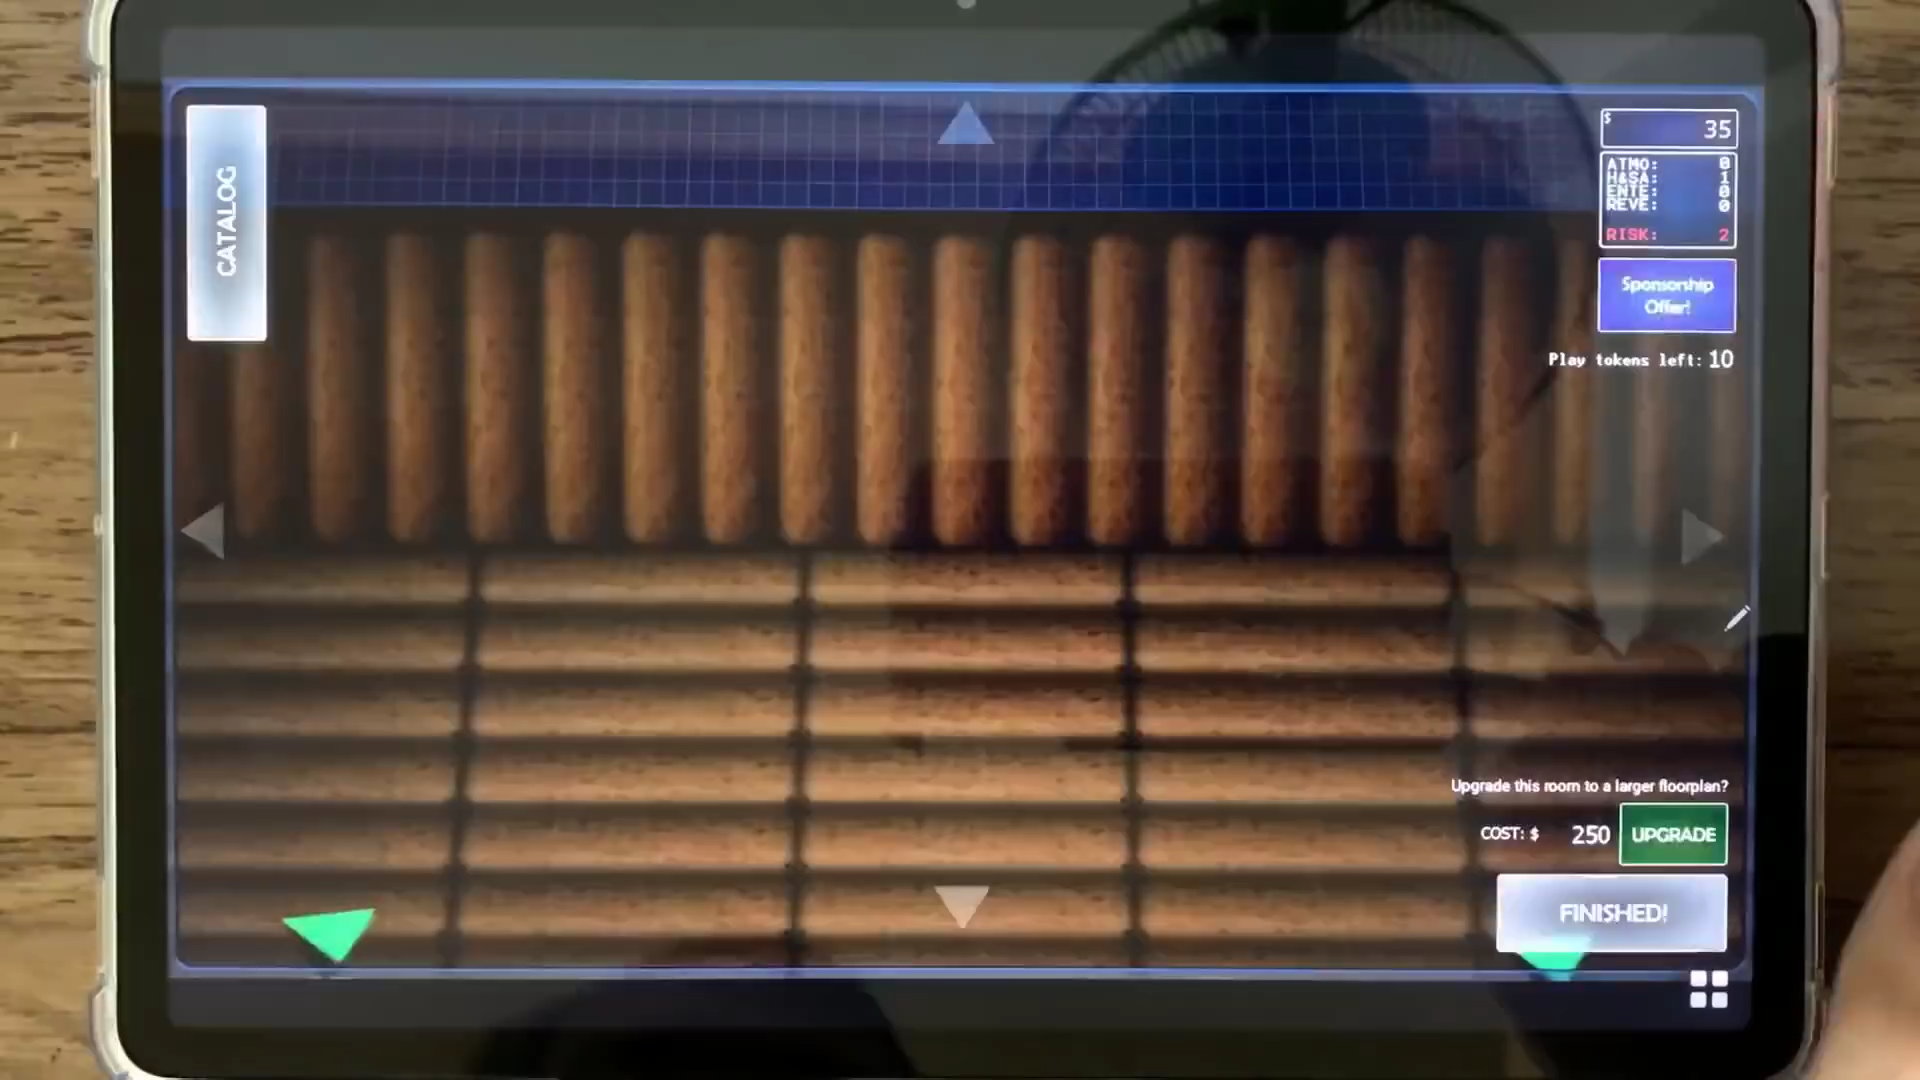 CATALOG
$ 35
ATMO: 0
H&SA: 1
ENTE: 0
REVE: 0
RISK: 2
Sponsorship
Offer!
Play tokens left: 10
Upgrade this room to a larger floorplan?
COST: $ 250 UPGRADE
FINISHED!